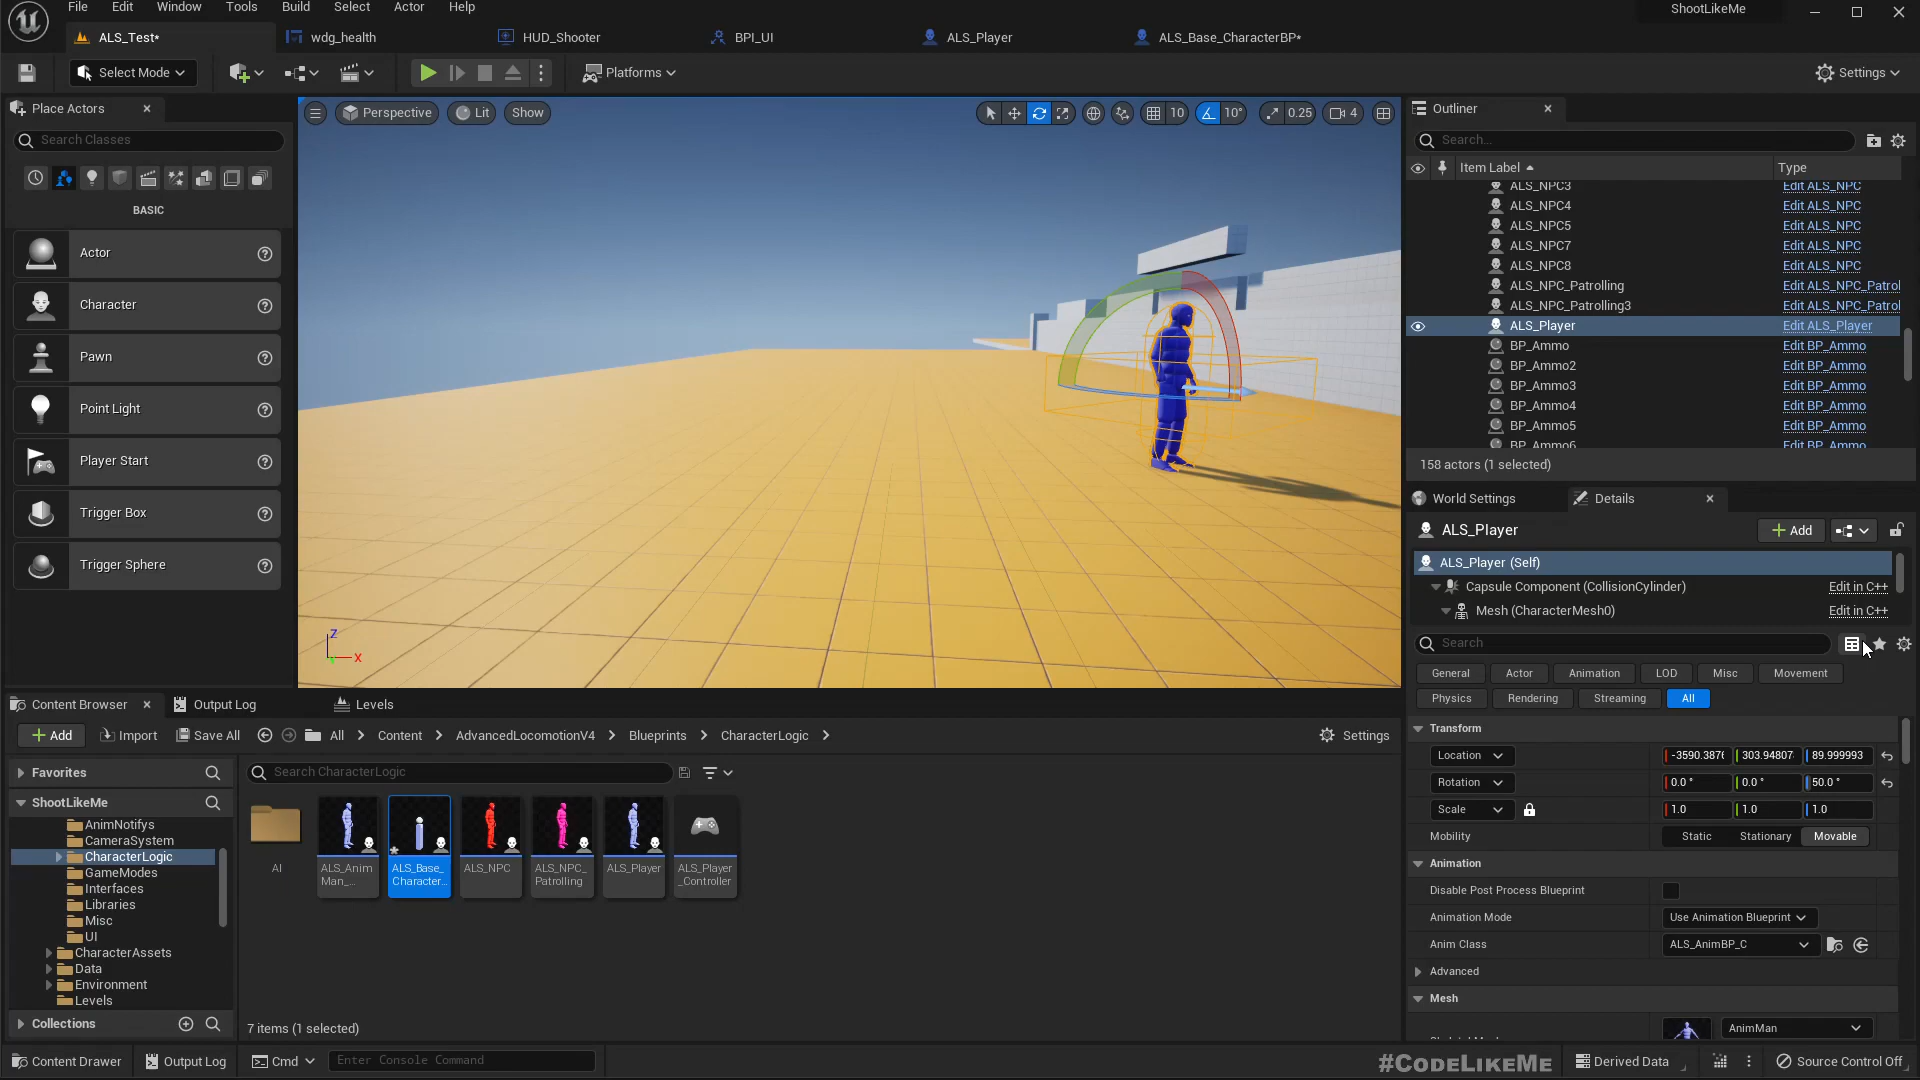 File Edit Window Tools Build Select Actor Help
ShootLikeMe
ALS_Test*
wdg_health
HUD_Shooter
BPI_UI
ALS_Player
ALS_Base_CharacterBP*
Select Mode
Platforms
Settings
Place Actors
Search Classes
BASIC
Actor
Character
Pawn
Point Light
Player Start
Trigger Box
Trigger Sphere
Perspective
Lit
Show
10
10°
0.25
4
Z
X
Outliner
Search...
Item Label
Type
ALS_NPC3 Edit ALS_NPC
ALS_NPC4 Edit ALS_NPC
ALS_NPC5 Edit ALS_NPC
ALS_NPC7 Edit ALS_NPC
ALS_NPC8 Edit ALS_NPC
ALS_NPC_Patrolling Edit ALS_NPC_Patrol
ALS_NPC_Patrolling3 Edit ALS_NPC_Patrol
ALS_Player Edit ALS_Player
BP_Ammo Edit BP_Ammo
BP_Ammo2 Edit BP_Ammo
BP_Ammo3 Edit BP_Ammo
BP_Ammo4 Edit BP_Ammo
BP_Ammo5 Edit BP_Ammo
BP_Ammo6 Edit BP_Ammo
158 actors (1 selected)
World Settings
Details
ALS_Player
Add
ALS_Player (Self)
Capsule Component (CollisionCylinder) Edit in C++
Mesh (CharacterMesh0) Edit in C++
Search
General Actor Animation LOD Misc Movement
Physics Rendering Streaming All
Transform
Location -3590.387 303.94807 89.999993
Rotation 0.0 ° 0.0 ° 50.0 °
Scale 1.0 1.0 1.0
Mobility Static Stationary Movable
Animation
Disable Post Process Blueprint
Animation Mode Use Animation Blueprint
Anim Class ALS_AnimBP_C
Advanced
Mesh
AnimMan
Content Browser
Output Log
Levels
Add
Import
Save All
All
Content
AdvancedLocomotionV4
Blueprints
CharacterLogic
Settings
Favorites
ShootLikeMe
AnimNotifys
CameraSystem
CharacterLogic
GameModes
Interfaces
Libraries
Misc
UI
CharacterAssets
Data
Environment
Levels
Collections
Search CharacterLogic
AI
ALS_Anim
Man_...
ALS_Base_
Character...
ALS_NPC
ALS_NPC_
Patrolling
ALS_Player
ALS_Player
_Controller
7 items (1 selected)
Content Drawer
Output Log
Cmd
Enter Console Command
#CODELIKEME
Derived Data
Source Control Off